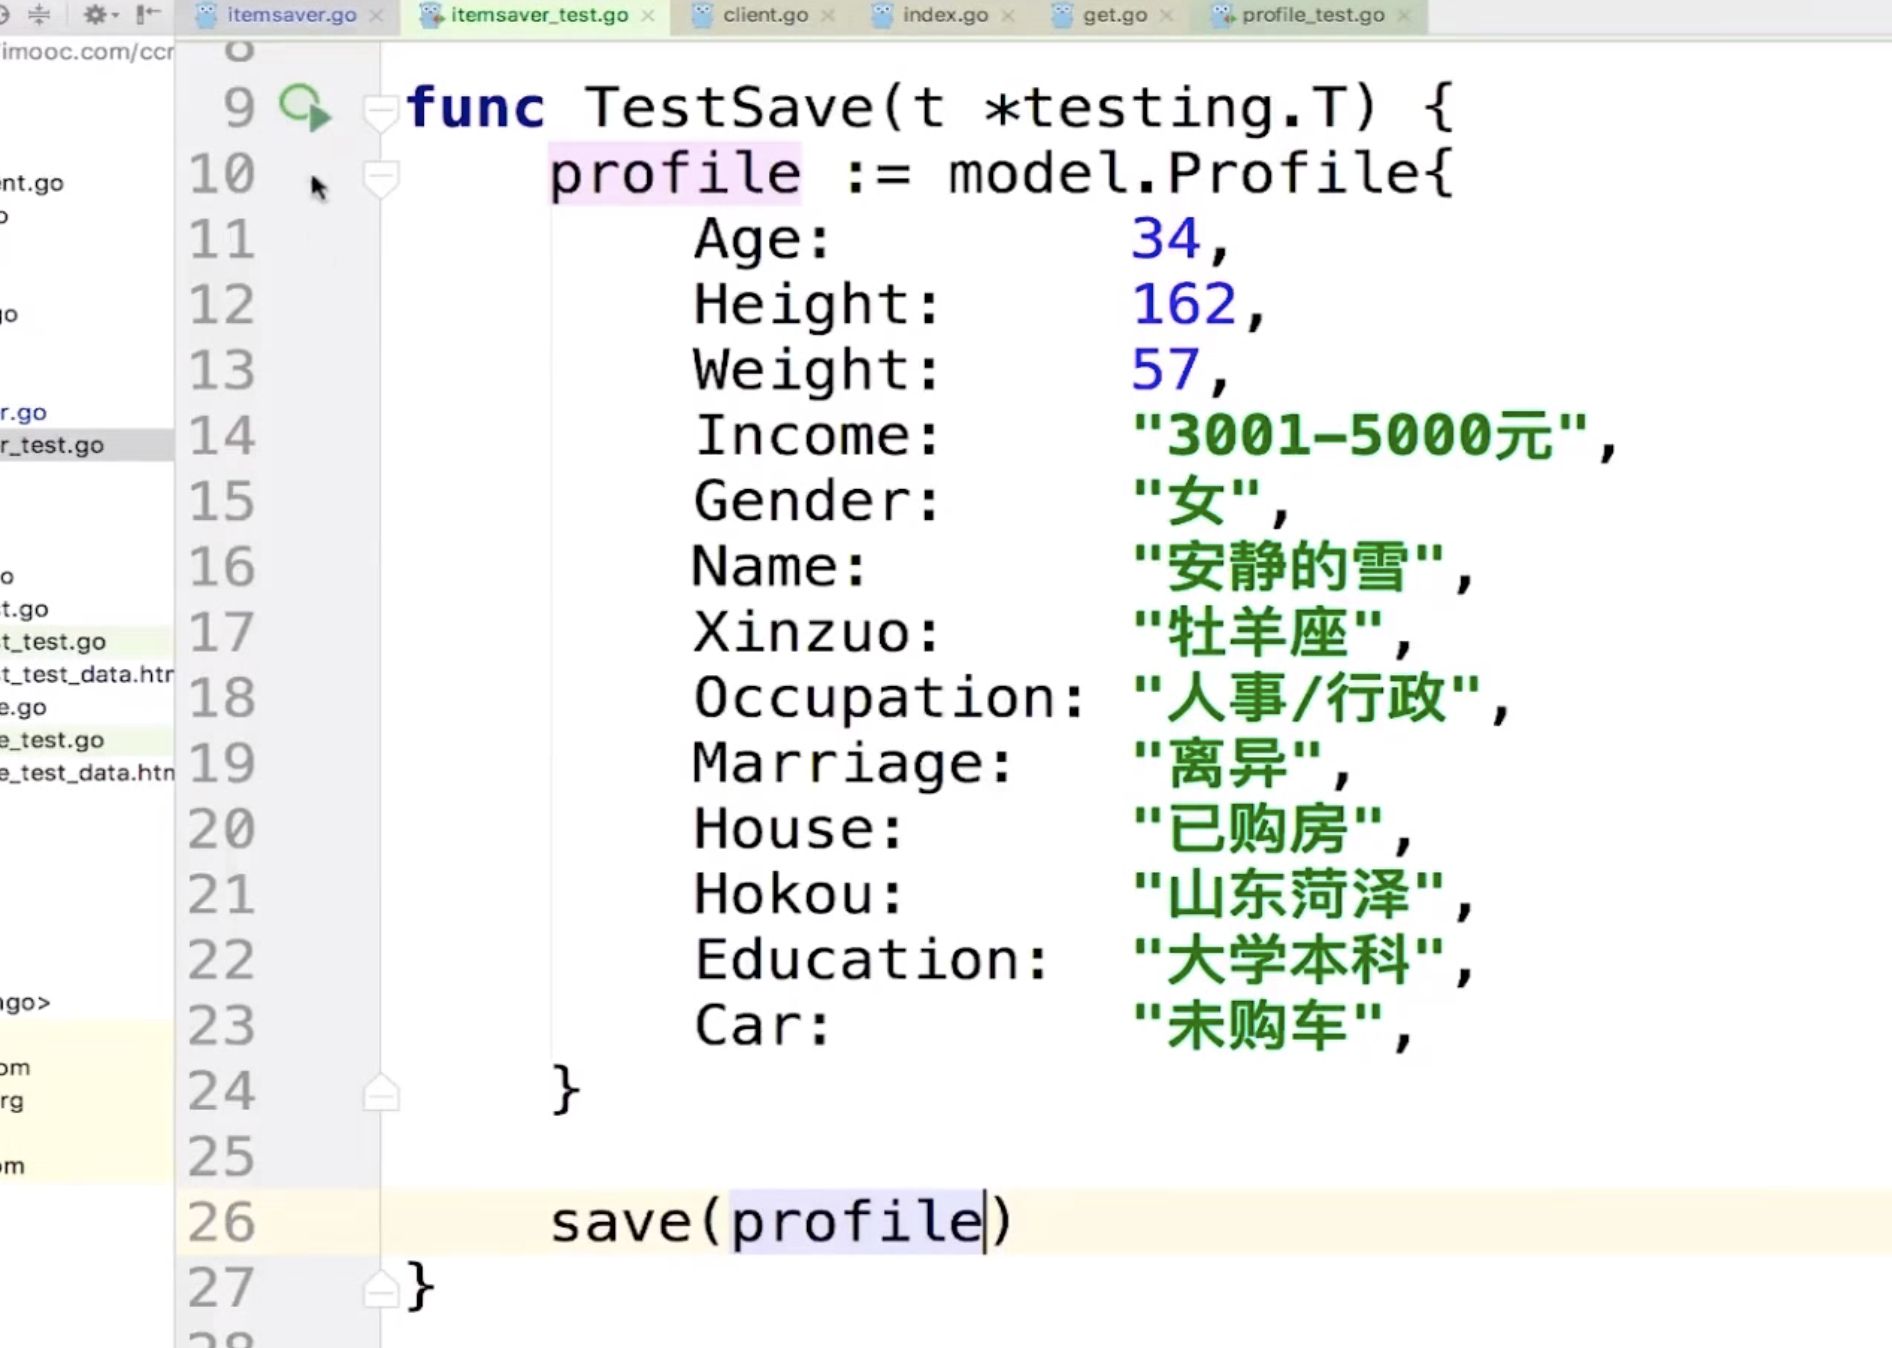 itemsaver.go itemsaver_test.go client.go index.go get.go profile_test.go
imooc.com/ccr
8
9 func TestSave(t *testing.T) {
10 profile := model.Profile{
nt.go
11 Age: 34,
12 Height: 162,
go
13 Weight: 57,
r.go
14 Income: "3001-5000元",
r_test.go
15 Gender: "女",
16 Name: "安静的雪",
o
t.go
17 Xinzuo: "牡羊座",
t_test.go
t_test_data.htm
18 Occupation: "人事/行政",
e.go
e_test.go
19 Marriage: "离异",
e_test_data.htm
20 House: "已购房",
21 Hokou: "山东菏泽",
22 Education: "大学本科",
go>
23 Car: "未购车",
om
24 }
rg
25
om
26 save(profile)
27 }
28